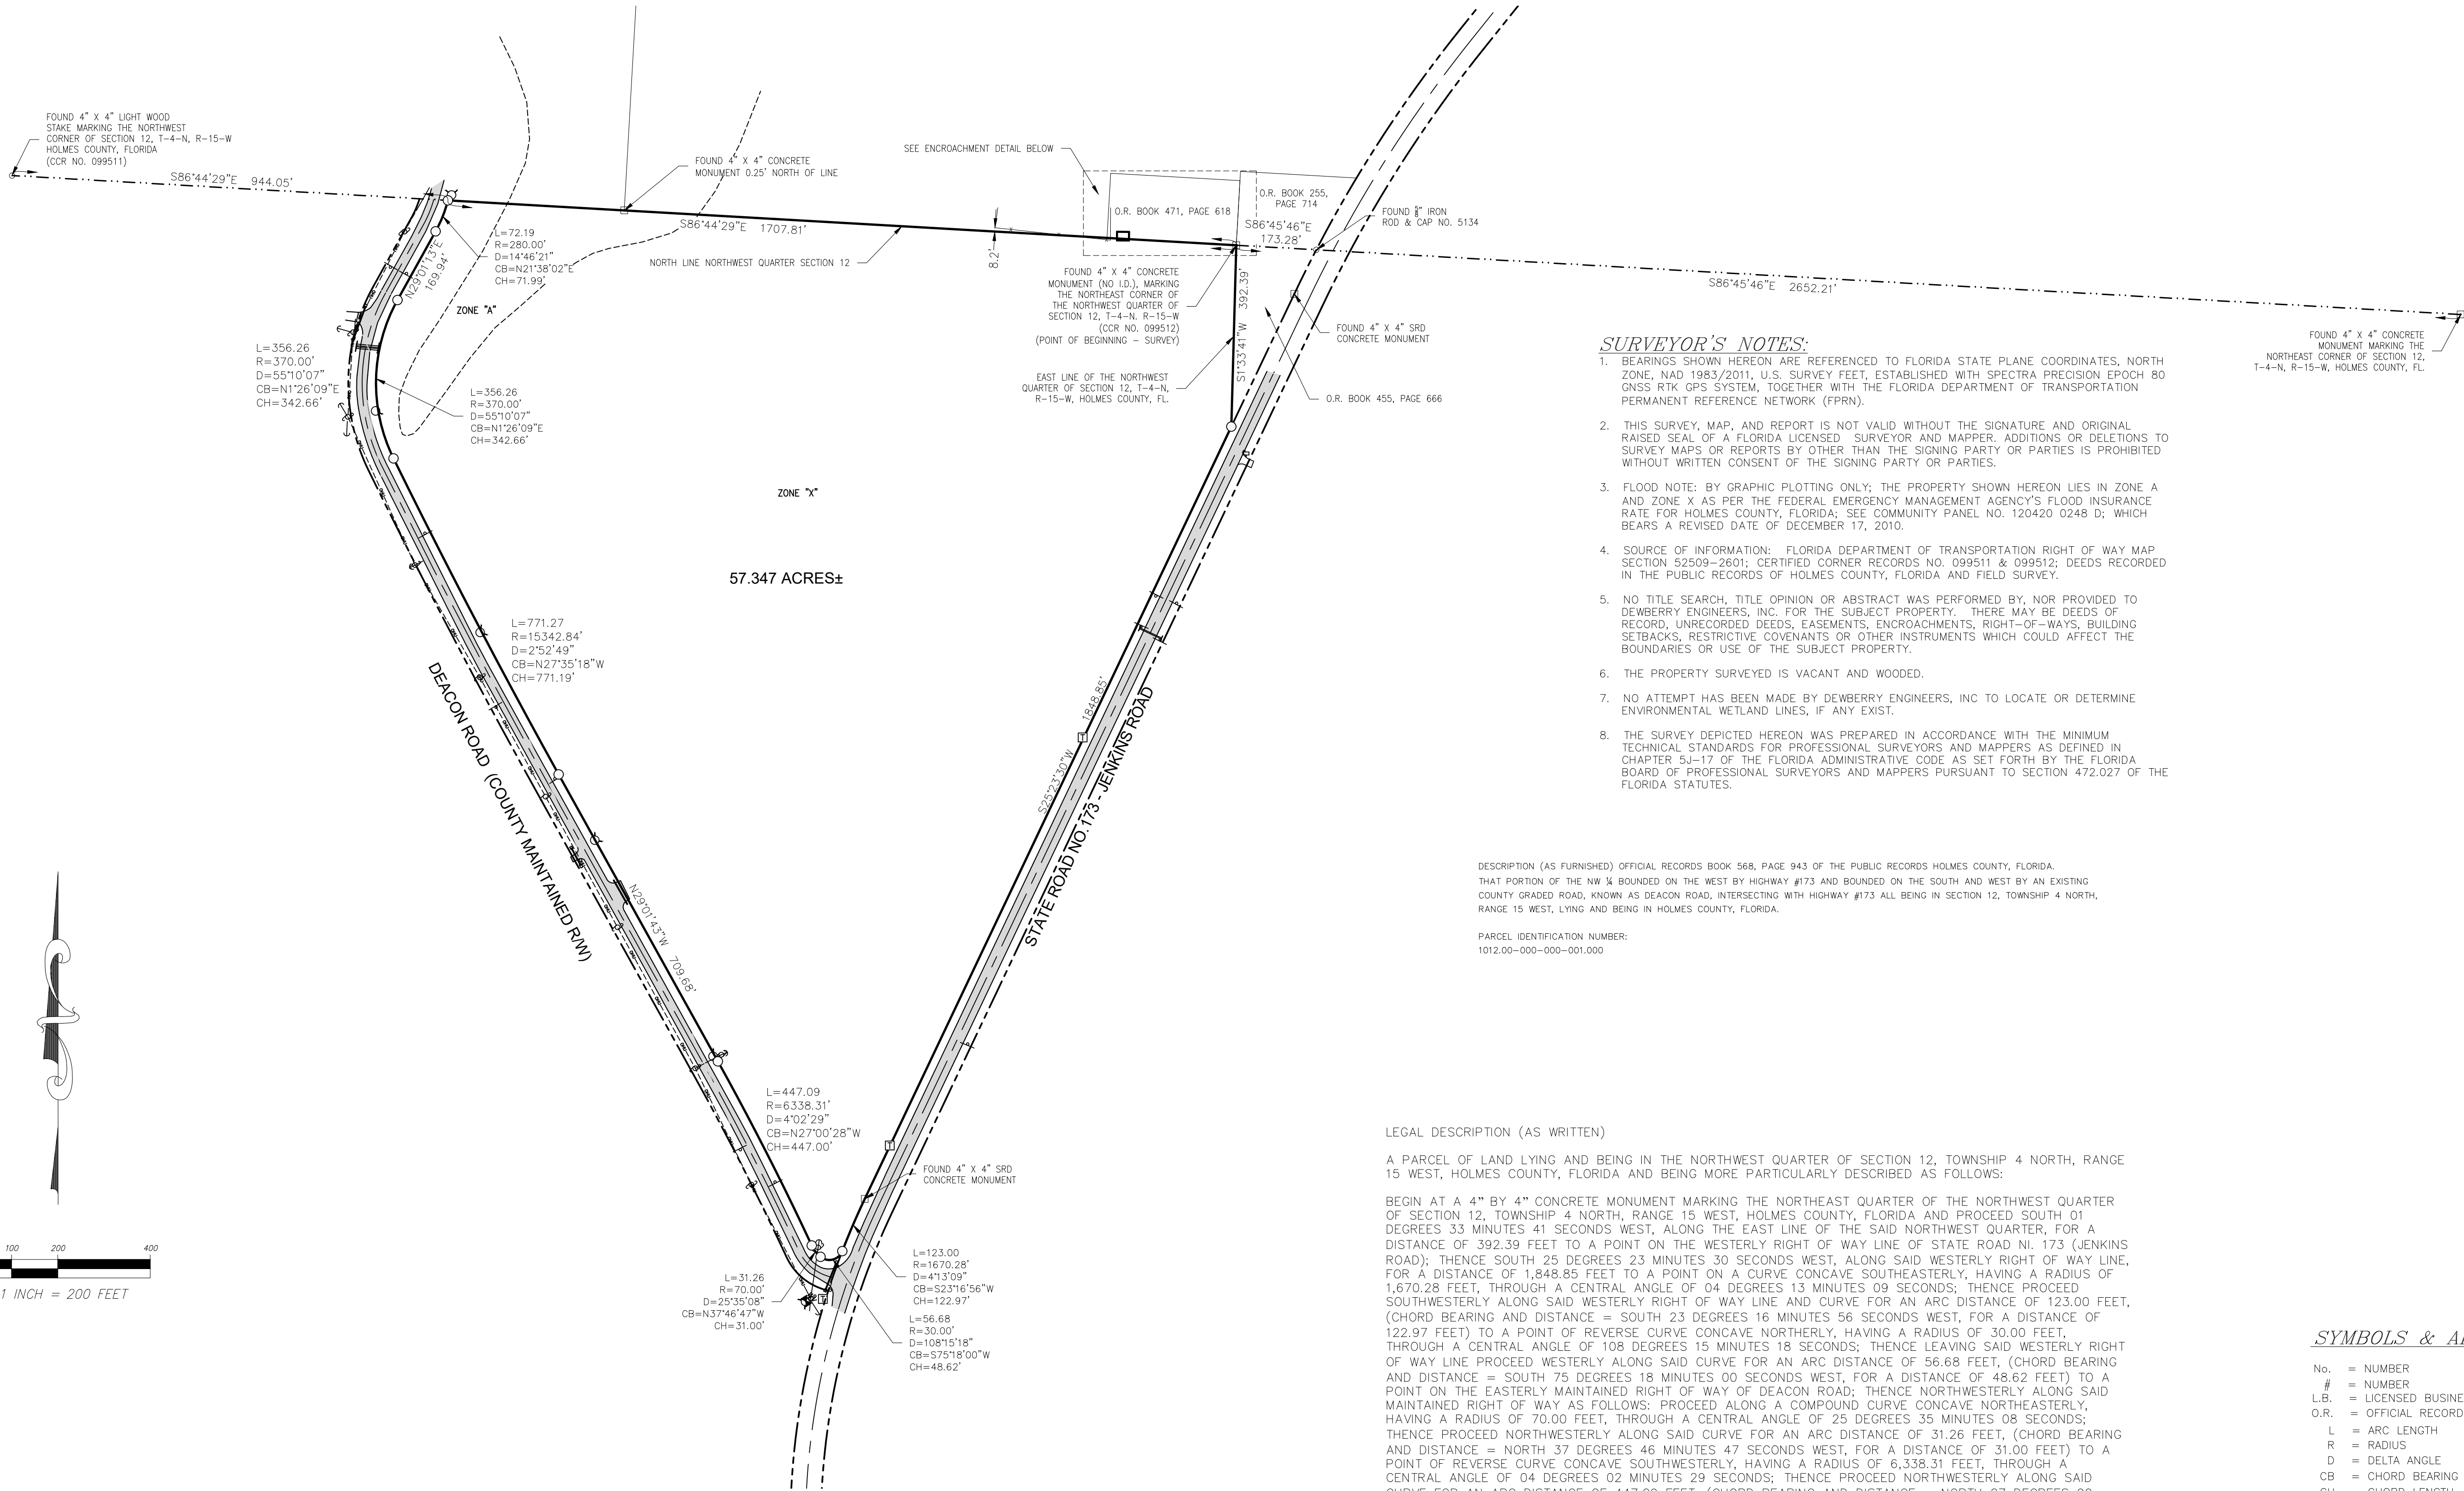 FOUND 4" X 4" LIGHT WOOD
STAKE MARKING THE NORTHWEST
CORNER OF SECTION 12, T-4-N, R-15-W
HOLMES COUNTY, FLORIDA
(CCR NO. 099511)
S86°44'29"E 944.05'
FOUND 4" X 4" CONCRETE
MONUMENT 0.25' NORTH OF LINE
S86°44'29"E 1707.81'
NORTH LINE NORTHWEST QUARTER SECTION 12
8.2'
SEE ENCROACHMENT DETAIL BELOW
O.R. BOOK 471, PAGE 618
O.R. BOOK 255,
PAGE 714
S86°45'46"E
173.28'
FOUND 5/8" IRON
ROD & CAP NO. 5134
S86°45'46"E 2652.21'
FOUND 4" X 4" CONCRETE
MONUMENT MARKING THE
NORTHEAST CORNER OF SECTION 12,
T-4-N, R-15-W, HOLMES COUNTY, FL.
L=72.19
R=280.00'
D=14°46'21"
CB=N21°38'02"E
CH=71.99'
N29°01'13"E
169.94'
ZONE "A"
L=356.26
R=370.00'
D=55°10'07"
CB=N1°26'09"E
CH=342.66'
L=356.26
R=370.00'
D=55°10'07"
CB=N1°26'09"E
CH=342.66'
FOUND 4" X 4" CONCRETE
MONUMENT (NO I.D.), MARKING
THE NORTHEAST CORNER OF
THE NORTHWEST QUARTER OF
SECTION 12, T-4-N. R-15-W
(CCR NO. 099512)
(POINT OF BEGINNING - SURVEY)
S1°33'41"W 392.39'
EAST LINE OF THE NORTHWEST
QUARTER OF SECTION 12, T-4-N,
R-15-W, HOLMES COUNTY, FL.
FOUND 4" X 4" SRD
CONCRETE MONUMENT
O.R. BOOK 455, PAGE 666
ZONE "X"
57.347 ACRES±
L=771.27
R=15342.84'
D=2°52'49"
CB=N27°35'18"W
CH=771.19'
DEACON ROAD (COUNTY MAINTAINED R/W)
N29°01'43"W 709.68'
S25°23'30"W 1848.85'
STATE ROAD NO.173 - JENKINS ROAD
L=447.09
R=6338.31'
D=4°02'29"
CB=N27°00'28"W
CH=447.00'
FOUND 4" X 4" SRD
CONCRETE MONUMENT
L=31.26
R=70.00'
D=25°35'08"
CB=N37°46'47"W
CH=31.00'
L=123.00
R=1670.28'
D=4°13'09"
CB=S23°16'56"W
CH=122.97'
L=56.68
R=30.00'
D=108°15'18"
CB=S75°18'00"W
CH=48.62'
100 200 400
1 INCH = 200 FEET
SURVEYOR'S NOTES:
1. BEARINGS SHOWN HEREON ARE REFERENCED TO FLORIDA STATE PLANE COORDINATES, NORTH
ZONE, NAD 1983/2011, U.S. SURVEY FEET, ESTABLISHED WITH SPECTRA PRECISION EPOCH 80
GNSS RTK GPS SYSTEM, TOGETHER WITH THE FLORIDA DEPARTMENT OF TRANSPORTATION
PERMANENT REFERENCE NETWORK (FPRN).
2. THIS SURVEY, MAP, AND REPORT IS NOT VALID WITHOUT THE SIGNATURE AND ORIGINAL
RAISED SEAL OF A FLORIDA LICENSED SURVEYOR AND MAPPER. ADDITIONS OR DELETIONS TO
SURVEY MAPS OR REPORTS BY OTHER THAN THE SIGNING PARTY OR PARTIES IS PROHIBITED
WITHOUT WRITTEN CONSENT OF THE SIGNING PARTY OR PARTIES.
3. FLOOD NOTE: BY GRAPHIC PLOTTING ONLY; THE PROPERTY SHOWN HEREON LIES IN ZONE A
AND ZONE X AS PER THE FEDERAL EMERGENCY MANAGEMENT AGENCY'S FLOOD INSURANCE
RATE FOR HOLMES COUNTY, FLORIDA; SEE COMMUNITY PANEL NO. 120420 0248 D; WHICH
BEARS A REVISED DATE OF DECEMBER 17, 2010.
4. SOURCE OF INFORMATION: FLORIDA DEPARTMENT OF TRANSPORTATION RIGHT OF WAY MAP
SECTION 52509-2601; CERTIFIED CORNER RECORDS NO. 099511 & 099512; DEEDS RECORDED
IN THE PUBLIC RECORDS OF HOLMES COUNTY, FLORIDA AND FIELD SURVEY.
5. NO TITLE SEARCH, TITLE OPINION OR ABSTRACT WAS PERFORMED BY, NOR PROVIDED TO
DEWBERRY ENGINEERS, INC. FOR THE SUBJECT PROPERTY. THERE MAY BE DEEDS OF
RECORD, UNRECORDED DEEDS, EASEMENTS, ENCROACHMENTS, RIGHT-OF-WAYS, BUILDING
SETBACKS, RESTRICTIVE COVENANTS OR OTHER INSTRUMENTS WHICH COULD AFFECT THE
BOUNDARIES OR USE OF THE SUBJECT PROPERTY.
6. THE PROPERTY SURVEYED IS VACANT AND WOODED.
7. NO ATTEMPT HAS BEEN MADE BY DEWBERRY ENGINEERS, INC TO LOCATE OR DETERMINE
ENVIRONMENTAL WETLAND LINES, IF ANY EXIST.
8. THE SURVEY DEPICTED HEREON WAS PREPARED IN ACCORDANCE WITH THE MINIMUM
TECHNICAL STANDARDS FOR PROFESSIONAL SURVEYORS AND MAPPERS AS DEFINED IN
CHAPTER 5J-17 OF THE FLORIDA ADMINISTRATIVE CODE AS SET FORTH BY THE FLORIDA
BOARD OF PROFESSIONAL SURVEYORS AND MAPPERS PURSUANT TO SECTION 472.027 OF THE
FLORIDA STATUTES.
DESCRIPTION (AS FURNISHED) OFFICIAL RECORDS BOOK 568, PAGE 943 OF THE PUBLIC RECORDS HOLMES COUNTY, FLORIDA.
THAT PORTION OF THE NW ¼ BOUNDED ON THE WEST BY HIGHWAY #173 AND BOUNDED ON THE SOUTH AND WEST BY AN EXISTING
COUNTY GRADED ROAD, KNOWN AS DEACON ROAD, INTERSECTING WITH HIGHWAY #173 ALL BEING IN SECTION 12, TOWNSHIP 4 NORTH,
RANGE 15 WEST, LYING AND BEING IN HOLMES COUNTY, FLORIDA.
PARCEL IDENTIFICATION NUMBER:
1012.00-000-000-001.000
LEGAL DESCRIPTION (AS WRITTEN)
A PARCEL OF LAND LYING AND BEING IN THE NORTHWEST QUARTER OF SECTION 12, TOWNSHIP 4 NORTH, RANGE
15 WEST, HOLMES COUNTY, FLORIDA AND BEING MORE PARTICULARLY DESCRIBED AS FOLLOWS:
BEGIN AT A 4" BY 4" CONCRETE MONUMENT MARKING THE NORTHEAST QUARTER OF THE NORTHWEST QUARTER
OF SECTION 12, TOWNSHIP 4 NORTH, RANGE 15 WEST, HOLMES COUNTY, FLORIDA AND PROCEED SOUTH 01
DEGREES 33 MINUTES 41 SECONDS WEST, ALONG THE EAST LINE OF THE SAID NORTHWEST QUARTER, FOR A
DISTANCE OF 392.39 FEET TO A POINT ON THE WESTERLY RIGHT OF WAY LINE OF STATE ROAD NI. 173 (JENKINS
ROAD); THENCE SOUTH 25 DEGREES 23 MINUTES 30 SECONDS WEST, ALONG SAID WESTERLY RIGHT OF WAY LINE,
FOR A DISTANCE OF 1,848.85 FEET TO A POINT ON A CURVE CONCAVE SOUTHEASTERLY, HAVING A RADIUS OF
1,670.28 FEET, THROUGH A CENTRAL ANGLE OF 04 DEGREES 13 MINUTES 09 SECONDS; THENCE PROCEED
SOUTHWESTERLY ALONG SAID WESTERLY RIGHT OF WAY LINE AND CURVE FOR AN ARC DISTANCE OF 123.00 FEET,
(CHORD BEARING AND DISTANCE = SOUTH 23 DEGREES 16 MINUTES 56 SECONDS WEST, FOR A DISTANCE OF
122.97 FEET) TO A POINT OF REVERSE CURVE CONCAVE NORTHERLY, HAVING A RADIUS OF 30.00 FEET,
THROUGH A CENTRAL ANGLE OF 108 DEGREES 15 MINUTES 18 SECONDS; THENCE LEAVING SAID WESTERLY RIGHT
OF WAY LINE PROCEED WESTERLY ALONG SAID CURVE FOR AN ARC DISTANCE OF 56.68 FEET, (CHORD BEARING
AND DISTANCE = SOUTH 75 DEGREES 18 MINUTES 00 SECONDS WEST, FOR A DISTANCE OF 48.62 FEET) TO A
POINT ON THE EASTERLY MAINTAINED RIGHT OF WAY OF DEACON ROAD; THENCE NORTHWESTERLY ALONG SAID
MAINTAINED RIGHT OF WAY AS FOLLOWS: PROCEED ALONG A COMPOUND CURVE CONCAVE NORTHEASTERLY,
HAVING A RADIUS OF 70.00 FEET, THROUGH A CENTRAL ANGLE OF 25 DEGREES 35 MINUTES 08 SECONDS;
THENCE PROCEED NORTHWESTERLY ALONG SAID CURVE FOR AN ARC DISTANCE OF 31.26 FEET, (CHORD BEARING
AND DISTANCE = NORTH 37 DEGREES 46 MINUTES 47 SECONDS WEST, FOR A DISTANCE OF 31.00 FEET) TO A
POINT OF REVERSE CURVE CONCAVE SOUTHWESTERLY, HAVING A RADIUS OF 6,338.31 FEET, THROUGH A
CENTRAL ANGLE OF 04 DEGREES 02 MINUTES 29 SECONDS; THENCE PROCEED NORTHWESTERLY ALONG SAID
SYMBOLS &
No. = NUMBER
# = NUMBER
L.B. = LICENSED
O.R. = OFFICIAL RECORD
L = ARC LENGTH
R = RADIUS
D = DELTA ANGLE
CB = CHORD BEARING